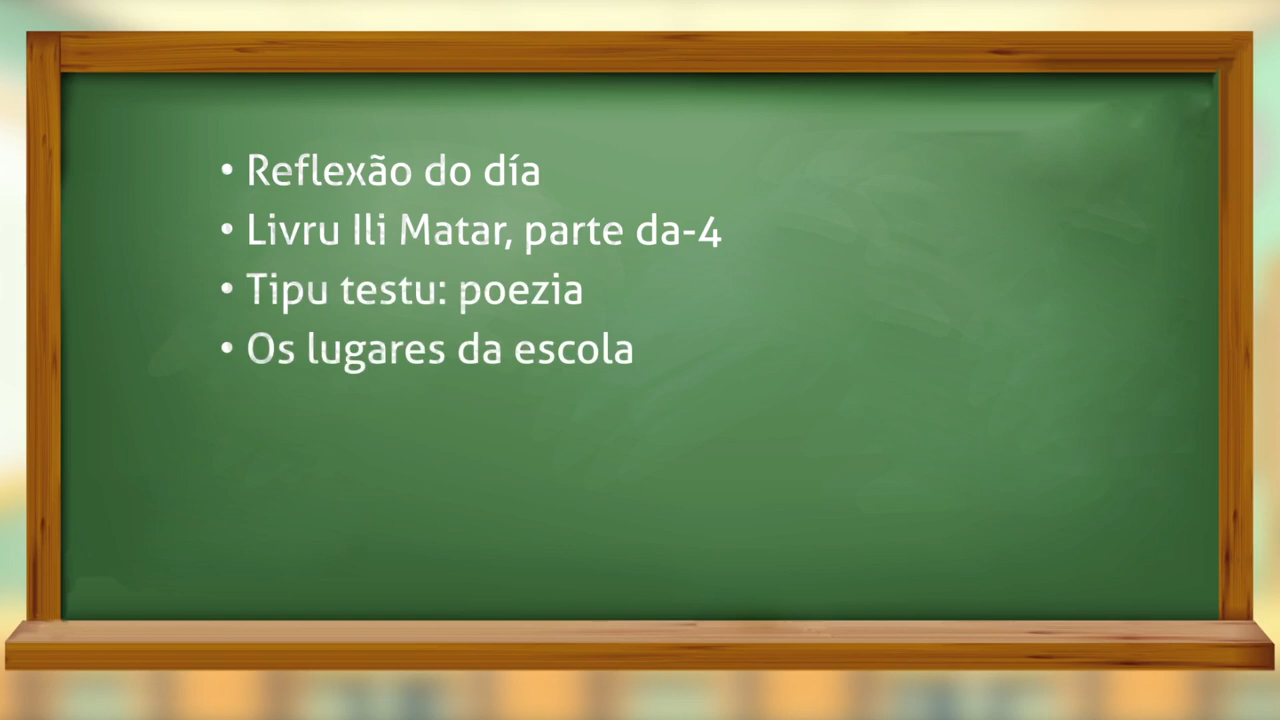 • Reflexão do día
• Livru Ili Matar, parte da-4
• Tipu testu: poezia
• Os lugares da escola